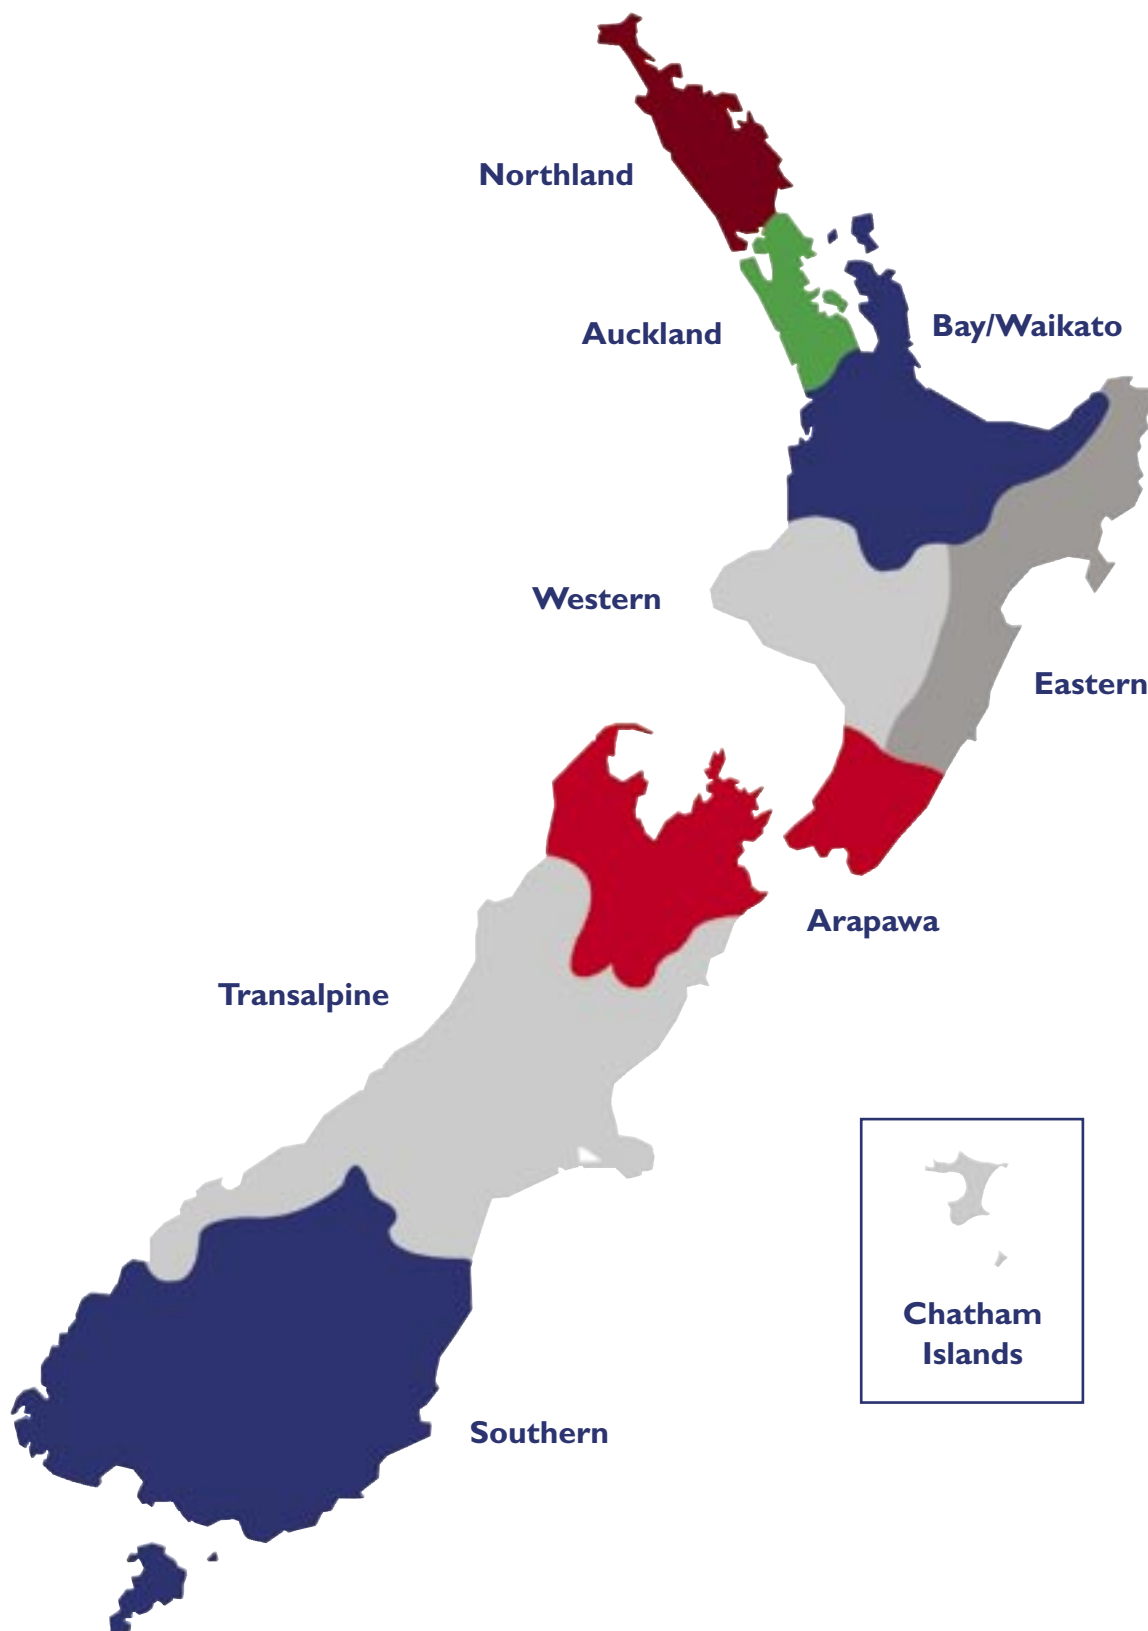 Northland
Bay/Waikato
Auckland
Western
Eastern
Arapawa
Transalpine
Chatham
Islands
Southern